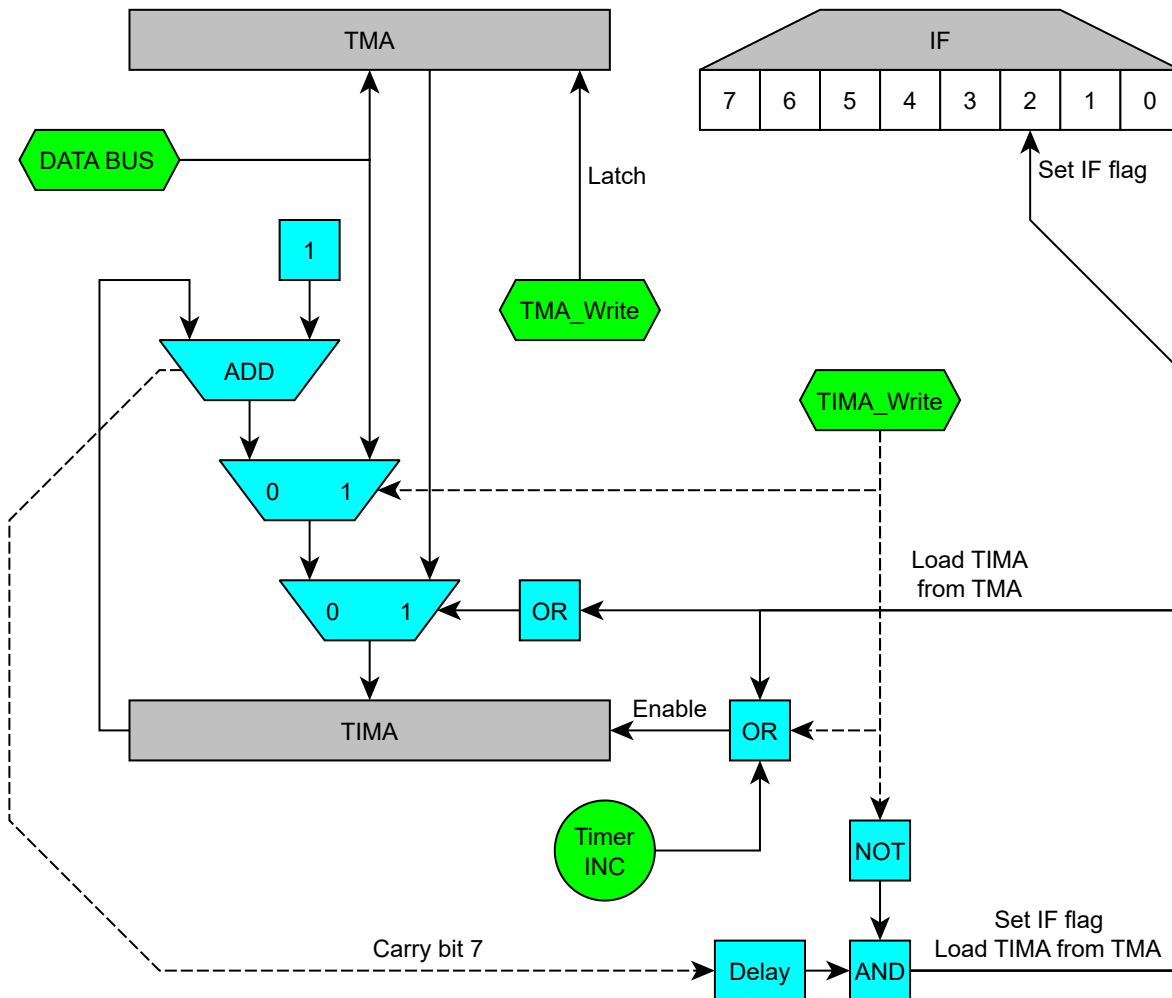 TMA
IF
7 6 5 4 3 2 1 0
DATA BUS
Latch
Set IF flag
1
TMA_Write
ADD
TIMA_Write
0 1
Load TIMA
from TMA
0 1
OR
Enable
TIMA
OR
Timer
INC
NOT
Set IF flag
Carry bit 7
Load TIMA from TMA
Delay
AND